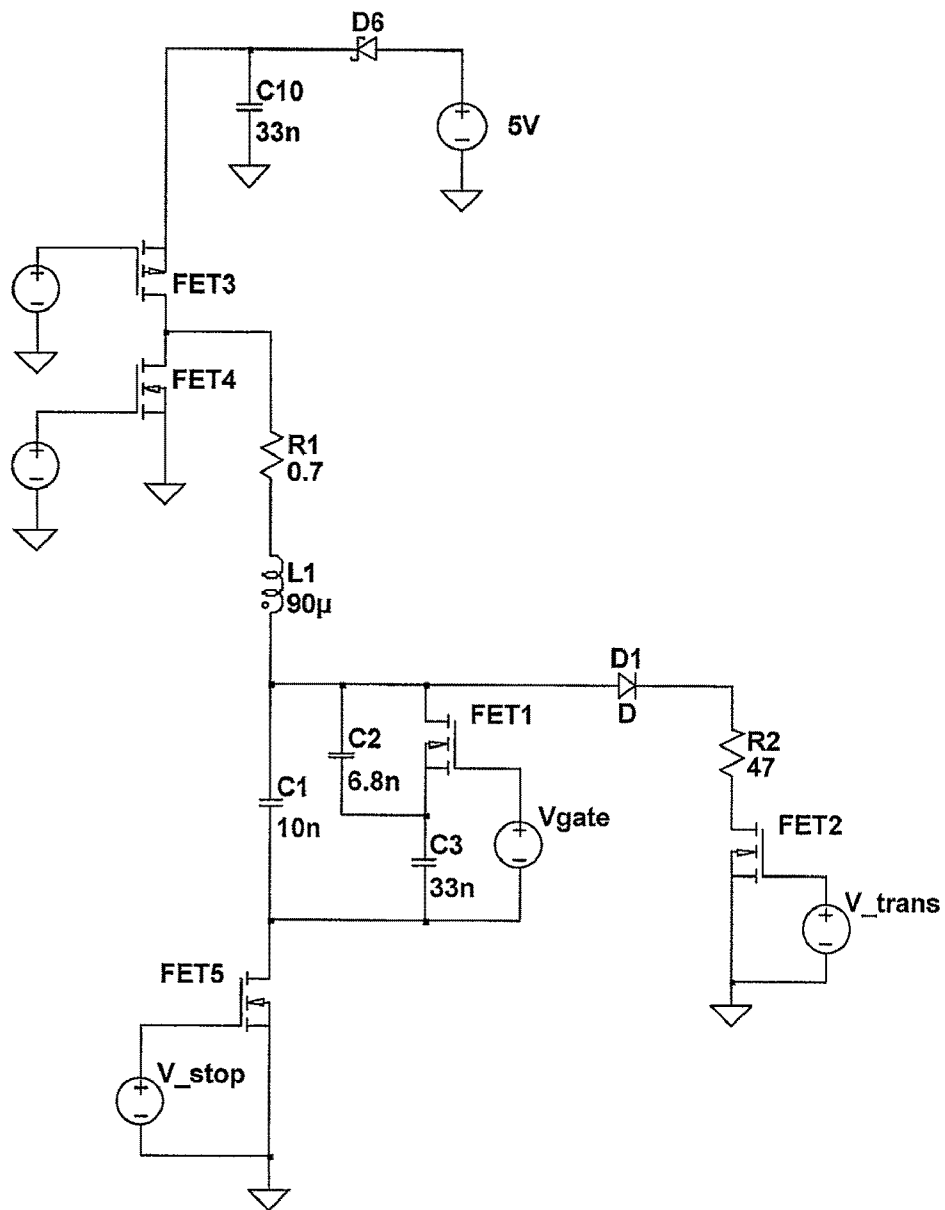 D6
C10
33n
5V
FET3
FET4
R1
0.7
L1
90µ
D1
D
FET1
C2
6.8n
R2
47
C1
10n
Vgate
FET2
C3
33n
V_trans
FET5
V_stop